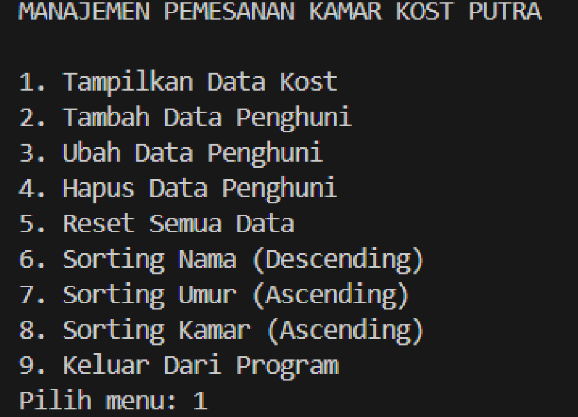 MANAJEMEN PEMESANAN KAMAR KOST PUTRA
1. Tampilkan Data Kost
2. Tambah Data Penghuni
3. Ubah Data Penghuni
4. Hapus Data Penghuni
5. Reset Semua Data
6. Sorting Nama (Descending)
7. Sorting Umur (Ascending)
8. Sorting Kamar (Ascending)
9. Keluar Dari Program
Pilih menu: 1